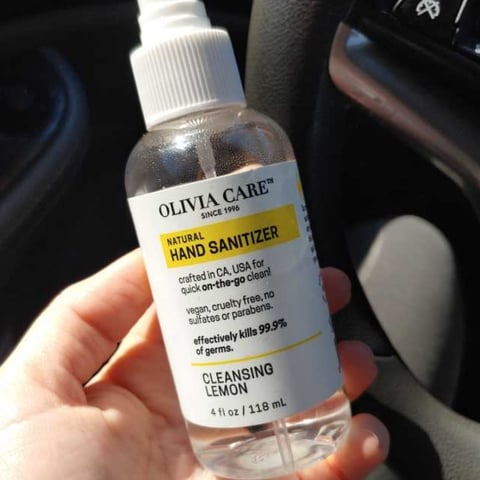 OLIVIA CARE™
SINCE 1996
NATURAL
HAND SANITIZER
crafted in CA, USA for
quick on-the-go clean!
vegan, cruelty free, no
sulfates or parabens.
effectively kills 99.9%
of germs.
CLEANSING
LEMON
4 fl oz / 118 mL